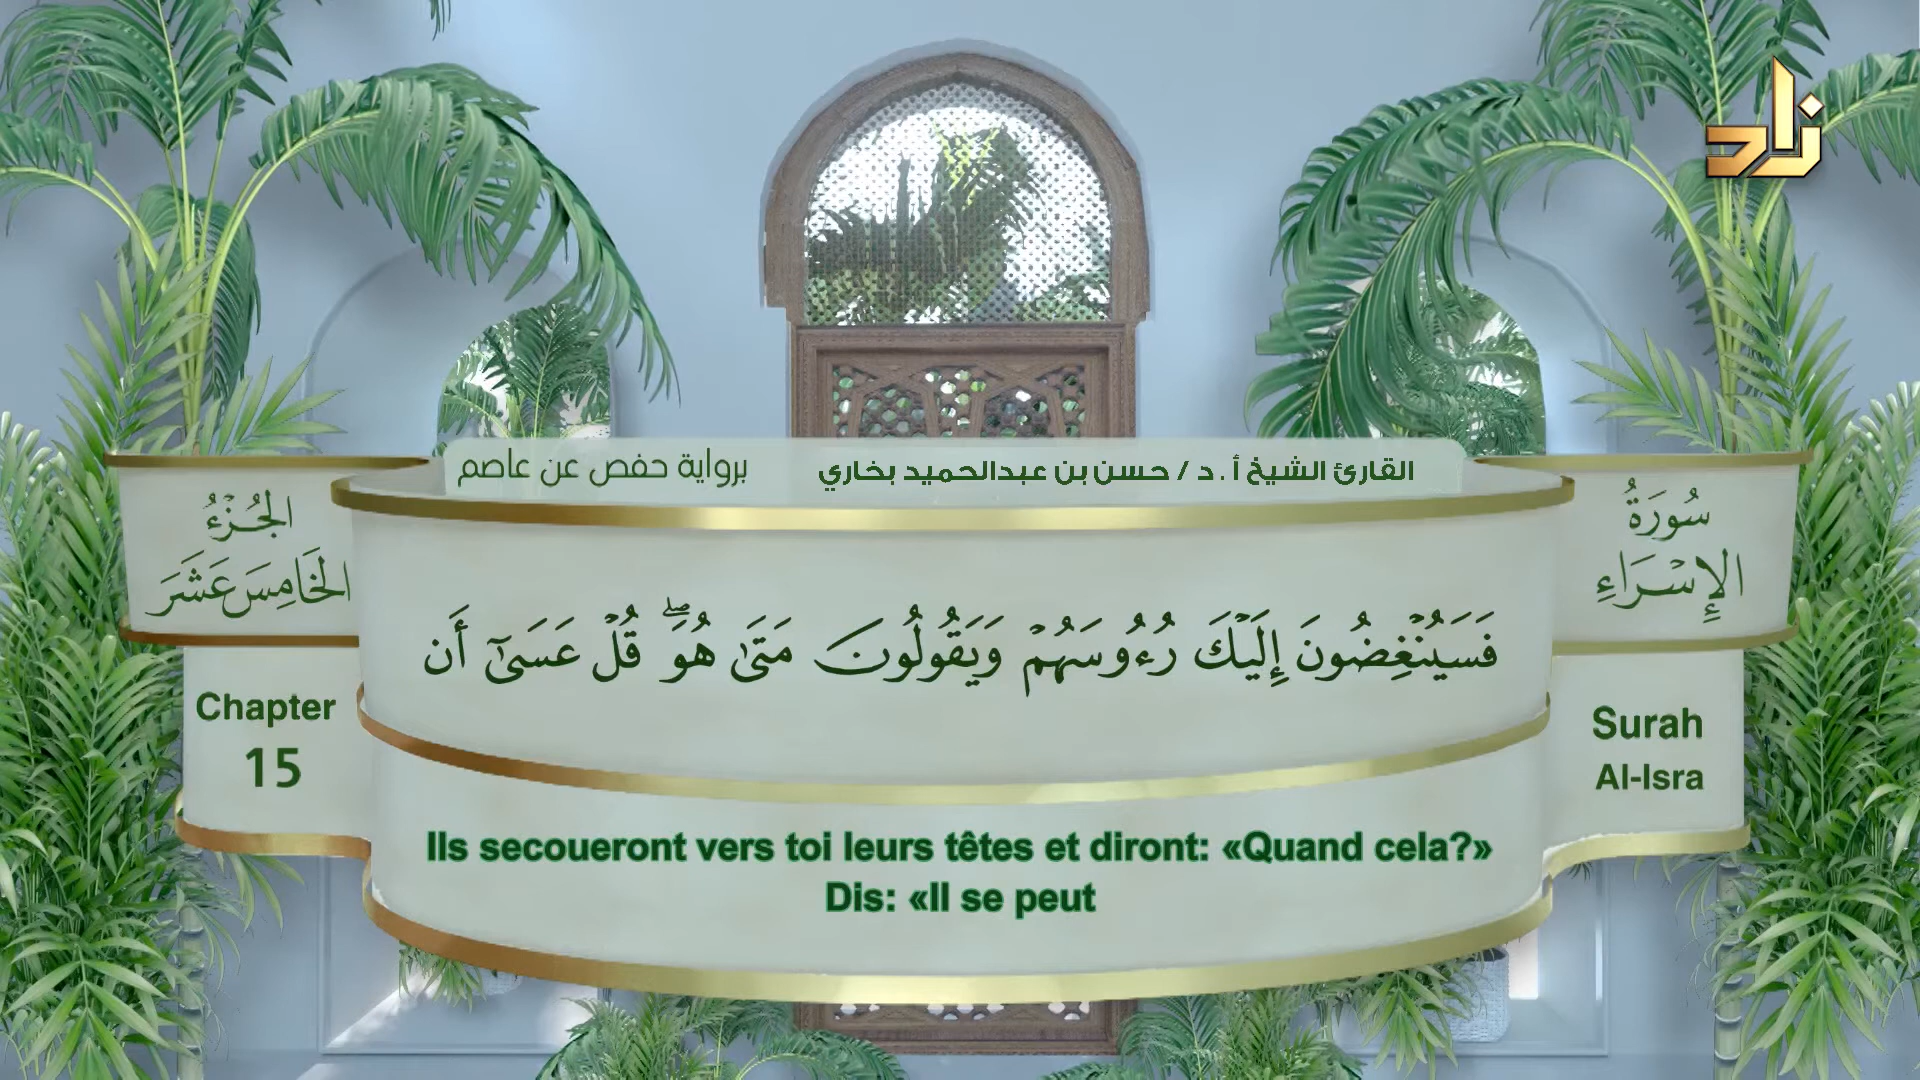 زاد
القارئ الشيخ أ . د / حسن بن عبدالحميد بخاري
برواية حفص عن عاصم
سُورَةُ
الإِسْرَاءِ
الجُزْءُ
الخَامِسَ عَشَرَ
فَسَيُنْغِضُونَ إِلَيْكَ رُءُوسَهُمْ وَيَقُولُونَ مَتَىٰ هُوَ ۖ قُلْ عَسَىٰٓ أَن
Chapter
15
Surah
Al-Isra
Ils secoueront vers toi leurs têtes et diront: «Quand cela?»
Dis: «Il se peut